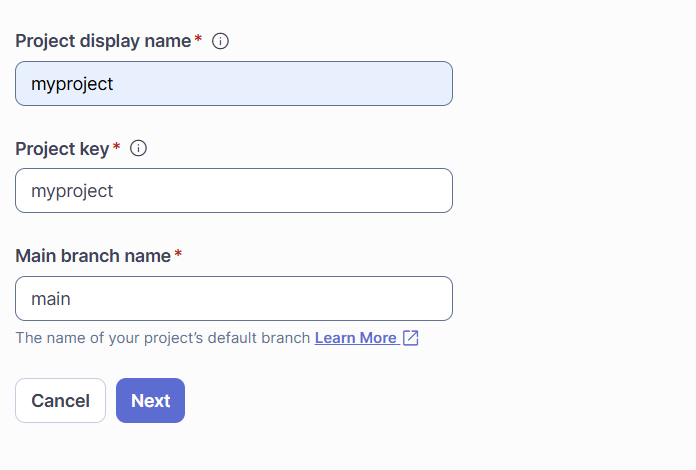 Project display name*
myproject
Project key*
myproject
Main branch name*
main
The name of your project's default branch Learn More
Cancel Next